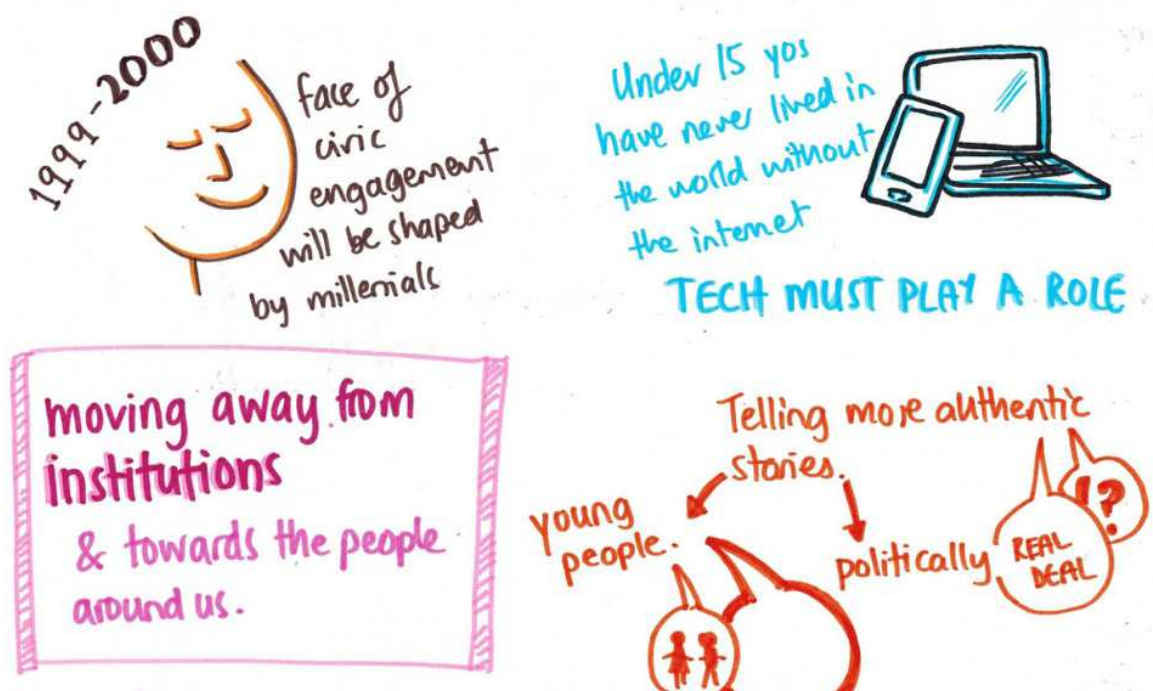 1999-2000
face of
civic
engagement
will be shaped
by millenials
Under 15 yos
have never lived in
the world without
the internet
TECH MUST PLAY A ROLE
moving away from
institutions
& towards the people
around us.
Telling more authentic
stories.
young
people.
politically
REAL
DEAL
!?